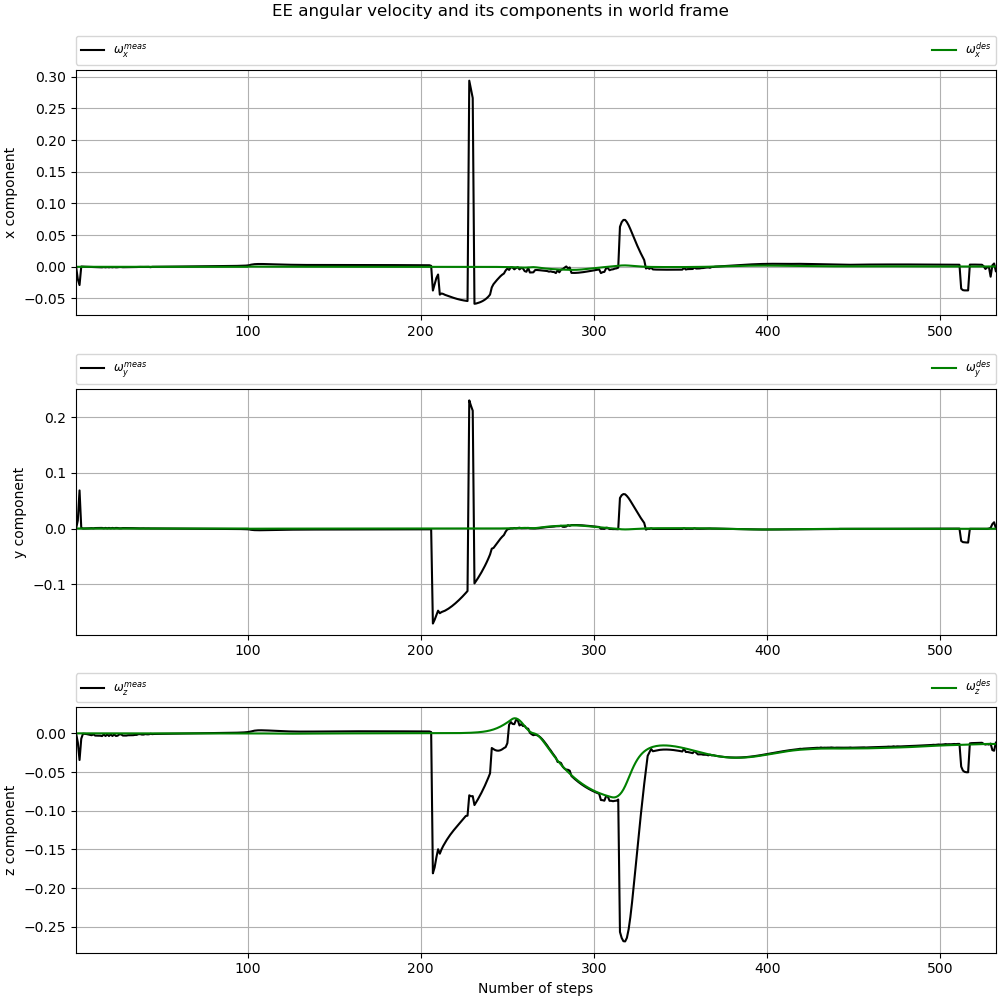 EE angular velocity and its components in world frame
ω_x^meas ω_x^des
0.30
0.25
0.20
0.15
0.10
0.05
0.00
−0.05
x component
100 200 300 400 500
ω_y^meas ω_y^des
0.2
0.1
0.0
−0.1
y component
100 200 300 400 500
ω_z^meas ω_z^des
0.00
−0.05
−0.10
−0.15
−0.20
−0.25
z component
100 200 300 400 500
Number of steps